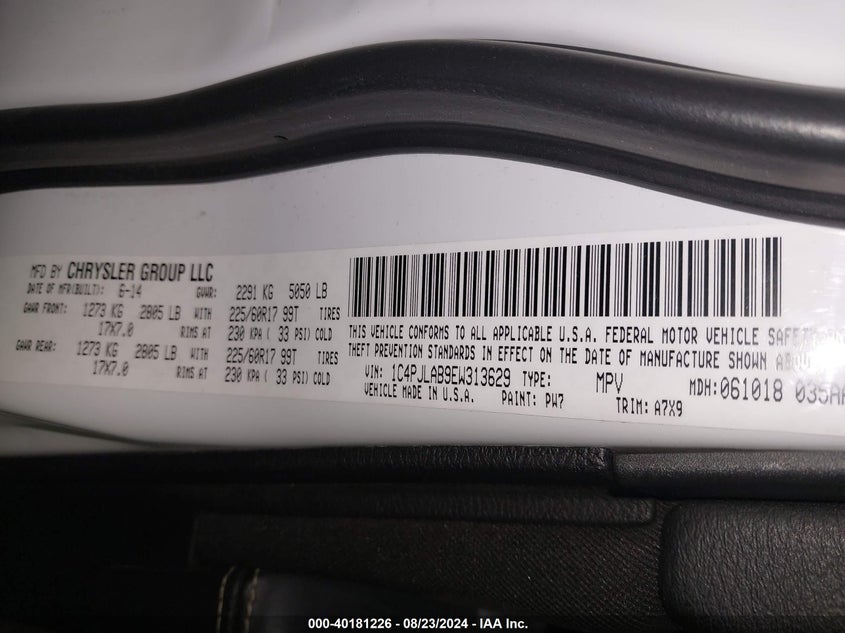 MFD BY CHRYSLER GROUP LLC
DATE OF MFR(BUILT): 6-14 GVWR: 2291 KG 5050 LB
GAWR FRONT: 1273 KG 2805 LB WITH 225/60R17 99T TIRES
17X7.0 RIMS AT 230 KPA ( 33 PSI) COLD
GAWR REAR: 1273 KG 2805 LB WITH 225/60R17 99T TIRES
17X7.0 RIMS AT 230 KPA ( 33 PSI) COLD
THIS VEHICLE CONFORMS TO ALL APPLICABLE U.S.A. FEDERAL MOTOR VEHICLE
THEFT PREVENTION STANDARDS IN EFFECT ON THE DATE OF MANUFACTURE SHOWN
VIN: 1C4PJLAB9EW313629 TYPE: MPV MDH:061018 035
VEHICLE MADE IN U.S.A. PAINT: PW7 TRIM: A7X9
000-40181226 - 08/23/2024 - IAA Inc.